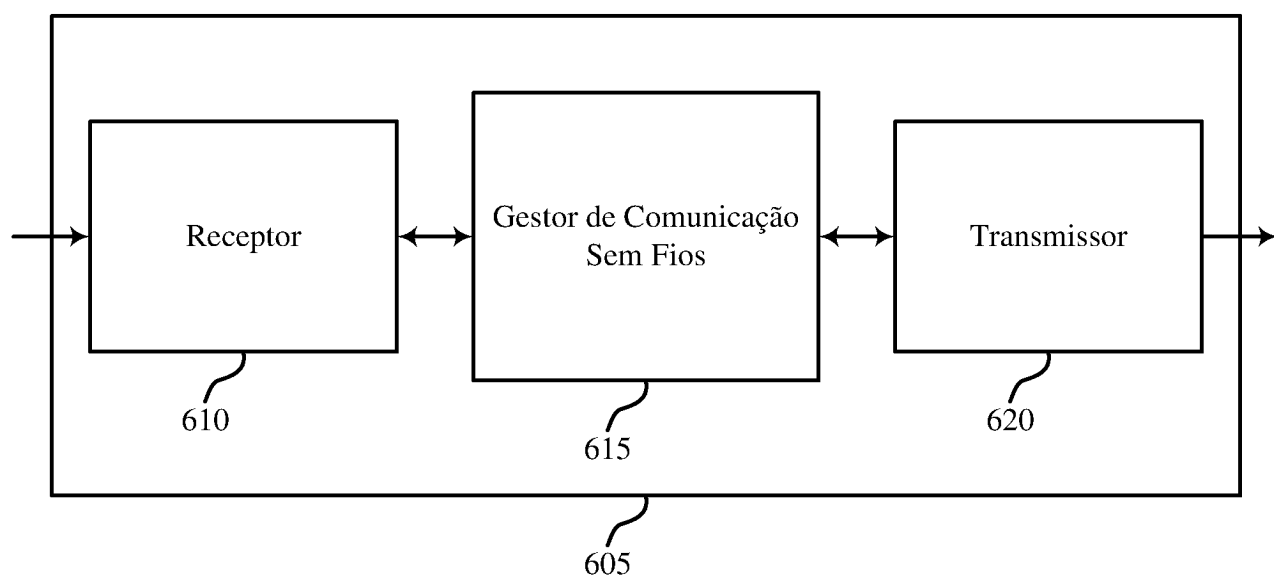 Receptor
Gestor de Comunicação
Sem Fios
Transmissor
610
615
620
605